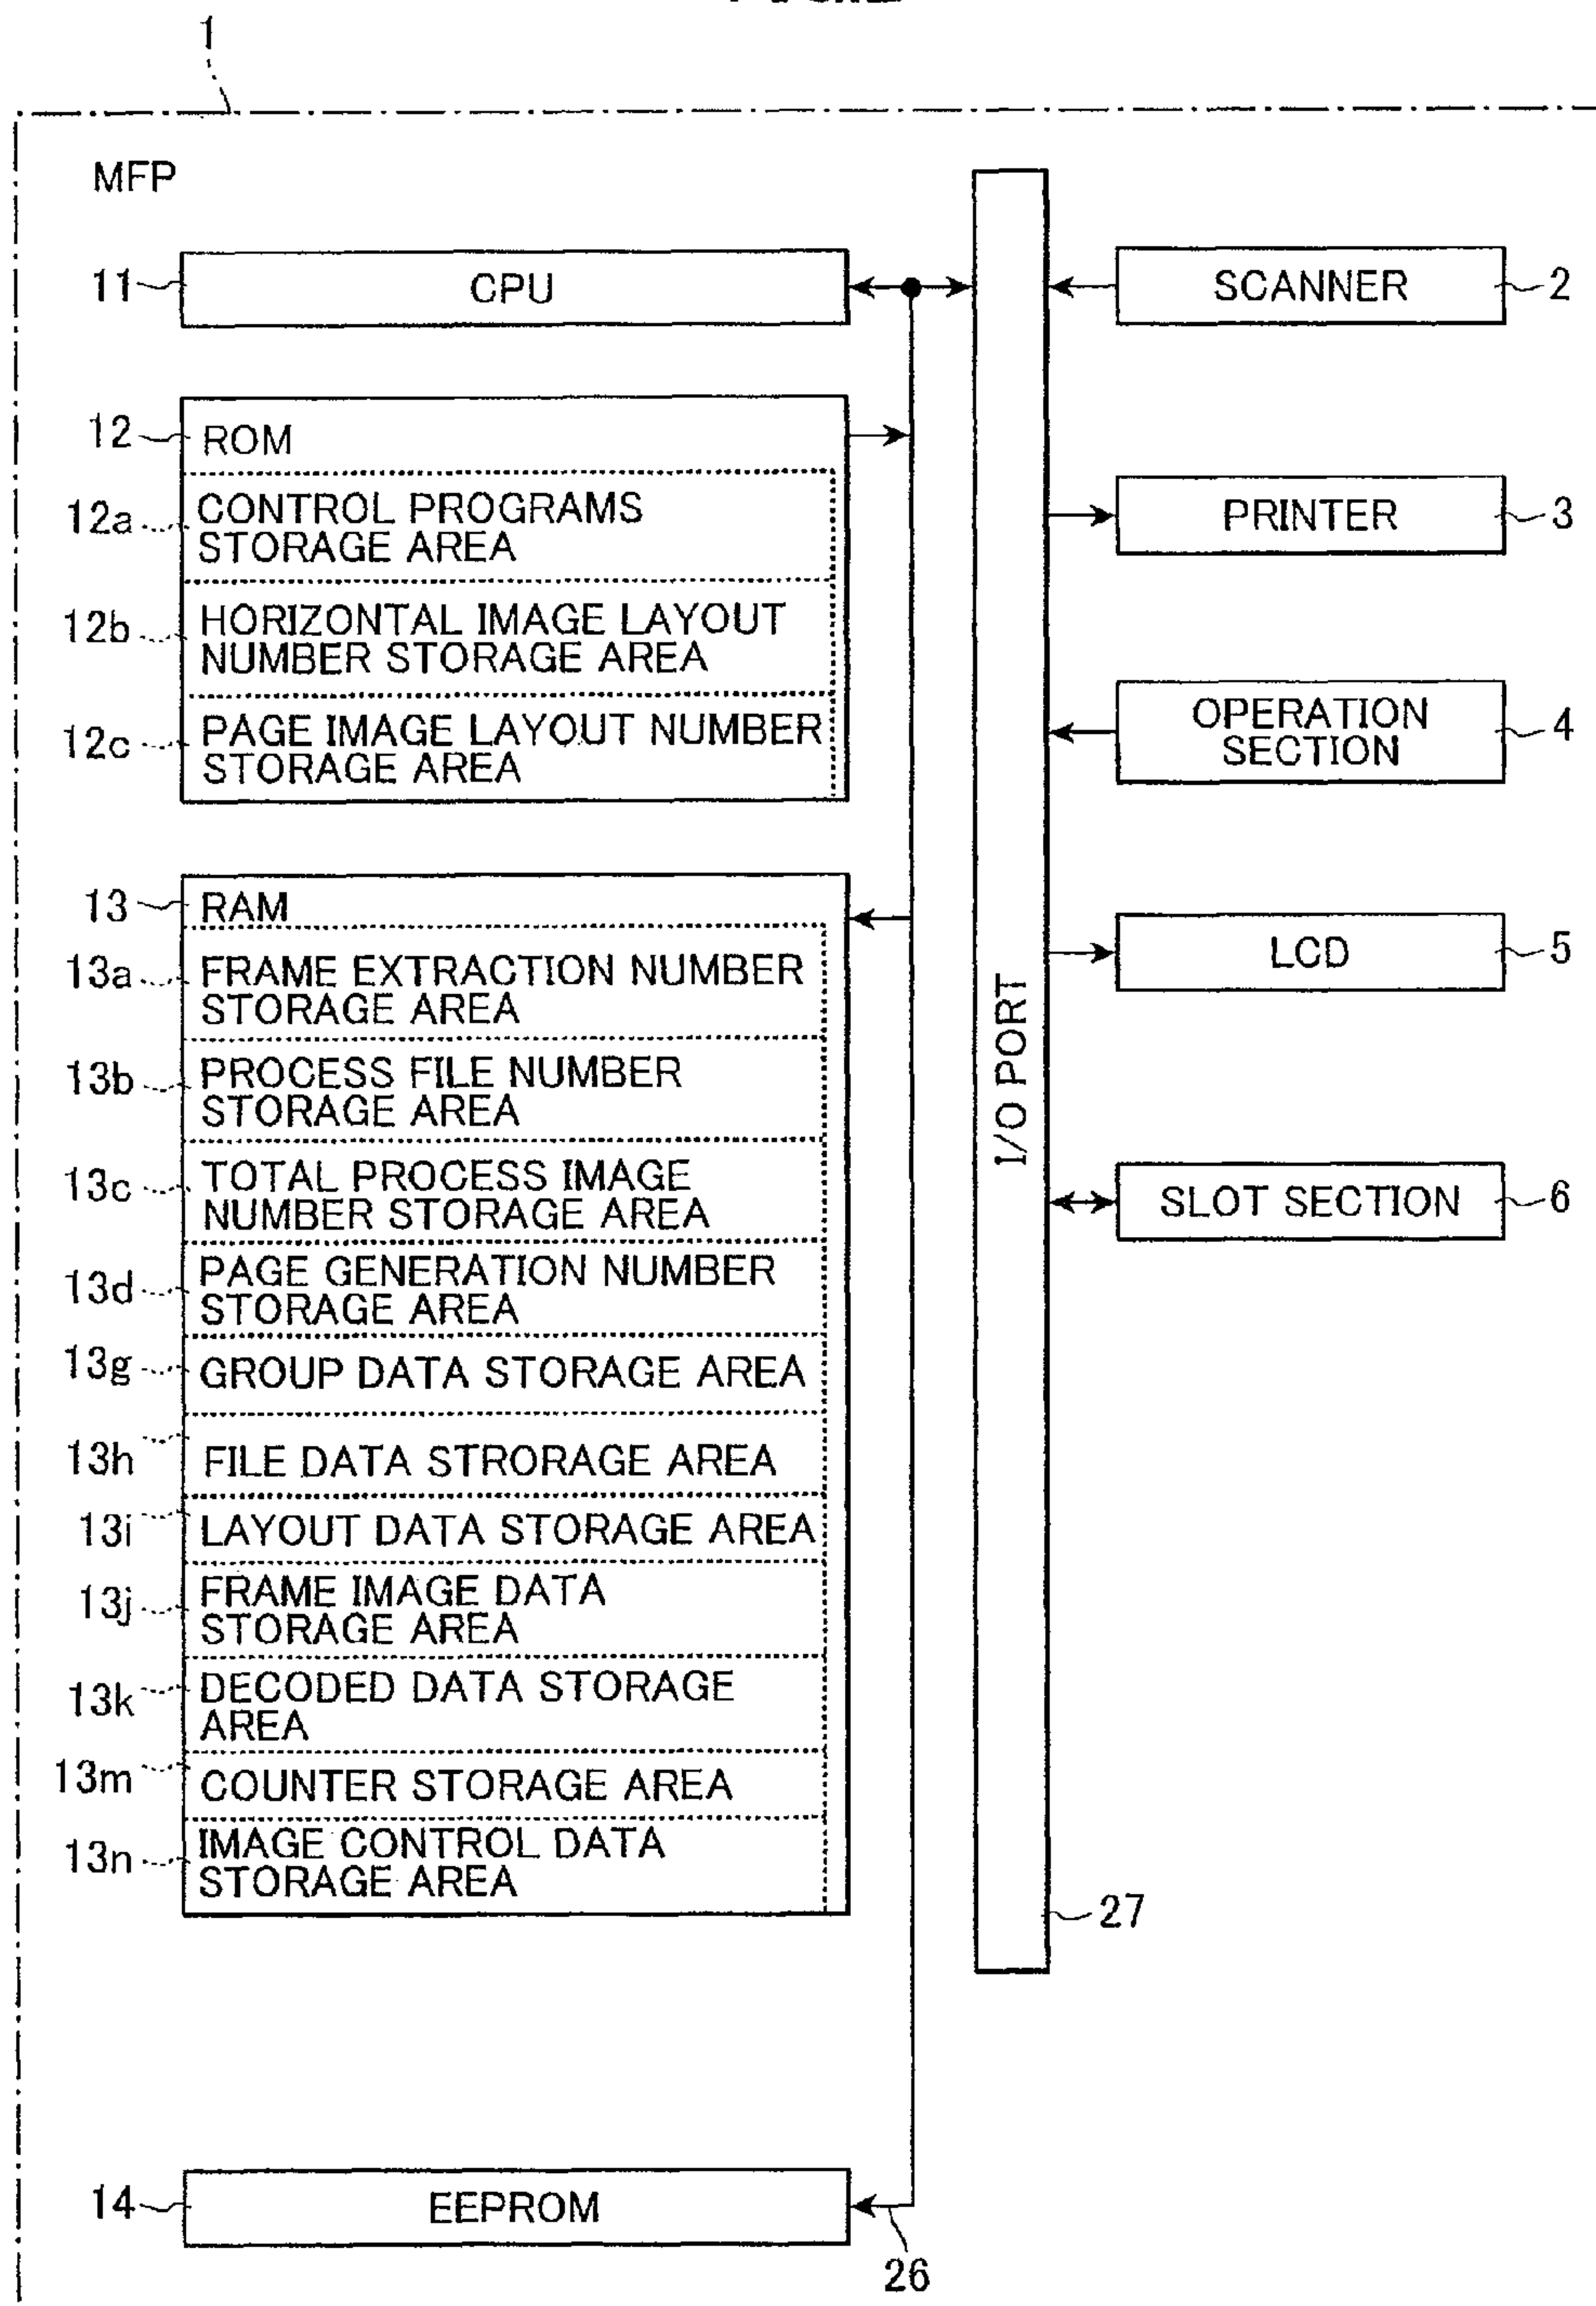 1
MFP
11
CPU
SCANNER
2
12
ROM
PRINTER
3
12a
CONTROL PROGRAMS
STORAGE AREA
12b
HORIZONTAL IMAGE LAYOUT
NUMBER STORAGE AREA
OPERATION
SECTION
4
12c
PAGE IMAGE LAYOUT NUMBER
STORAGE AREA
13
RAM
LCD
5
13a
FRAME EXTRACTION NUMBER
STORAGE AREA
I/O PORT
13b
PROCESS FILE NUMBER
STORAGE AREA
13c
TOTAL PROCESS IMAGE
NUMBER STORAGE AREA
SLOT SECTION
6
13d
PAGE GENERATION NUMBER
STORAGE AREA
13g
GROUP DATA STORAGE AREA
13h
FILE DATA STRORAGE AREA
13i
LAYOUT DATA STORAGE AREA
13j
FRAME IMAGE DATA
STORAGE AREA
13k
DECODED DATA STORAGE
AREA
13m
COUNTER STORAGE AREA
13n
IMAGE CONTROL DATA
STORAGE AREA
27
14
EEPROM
26